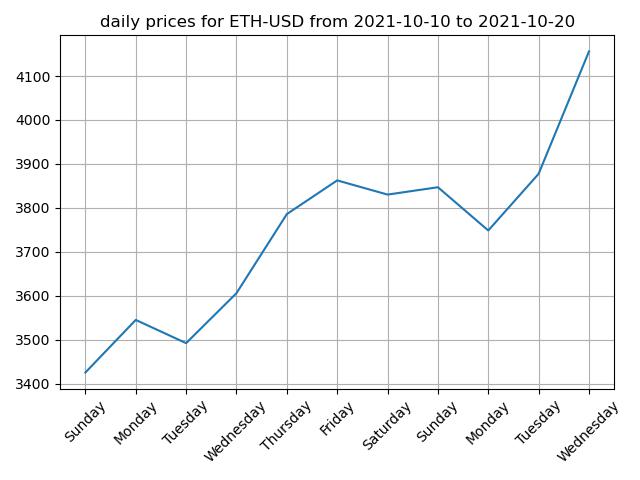 daily prices for ETH-USD from 2021-10-10 to 2021-10-20
4100
4000
3900
3800
3700
3600
3500
3400
Sunday
Monday
Tuesday
Wednesday
Thursday
Friday
Saturday
Sunday
Monday
Tuesday
Wednesday